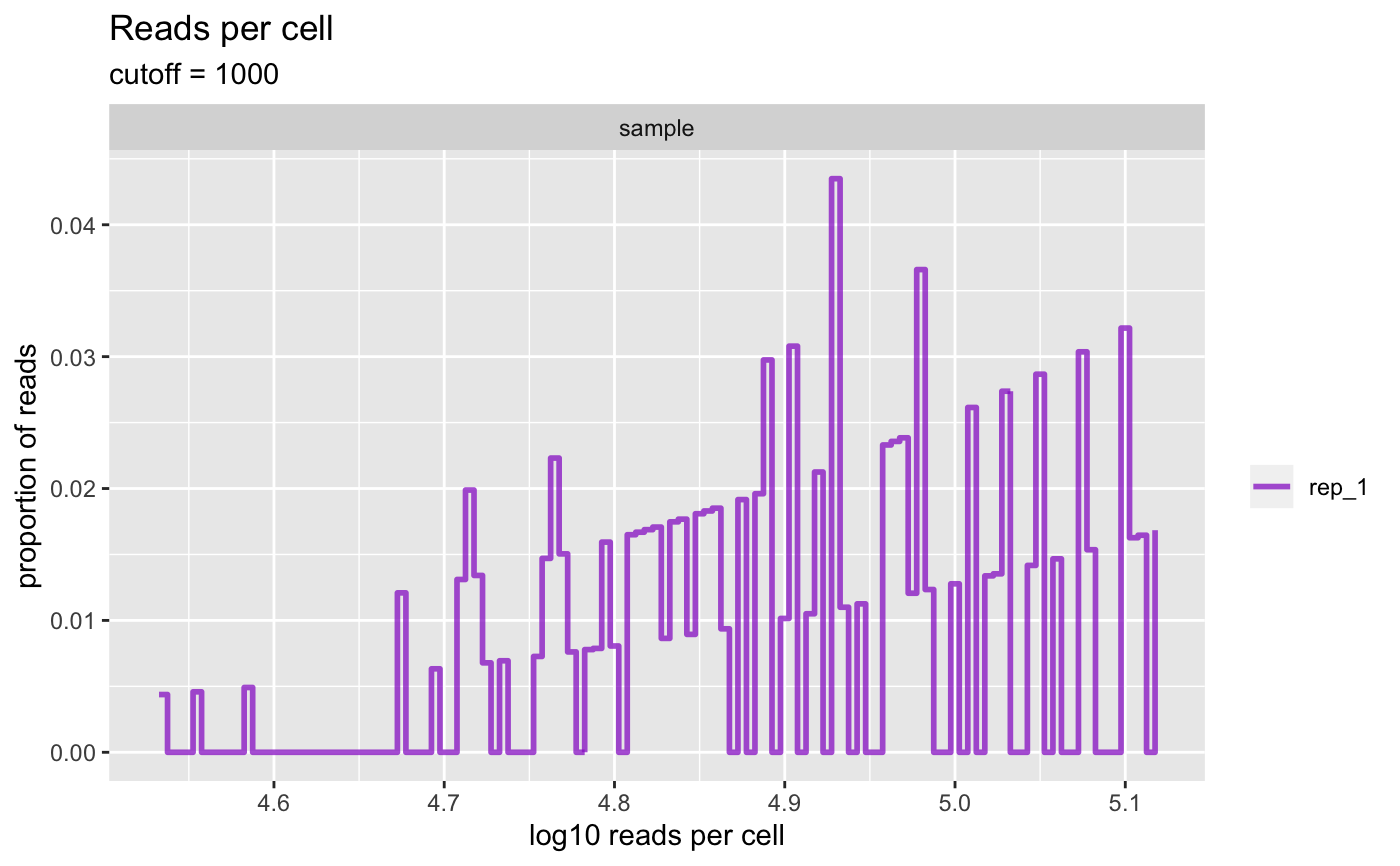 Reads per cell
cutoff = 1000
sample
0.04
0.03
0.02
0.01
0.00
proportion of reads
4.6 4.7 4.8 4.9 5.0 5.1
log10 reads per cell
rep_1